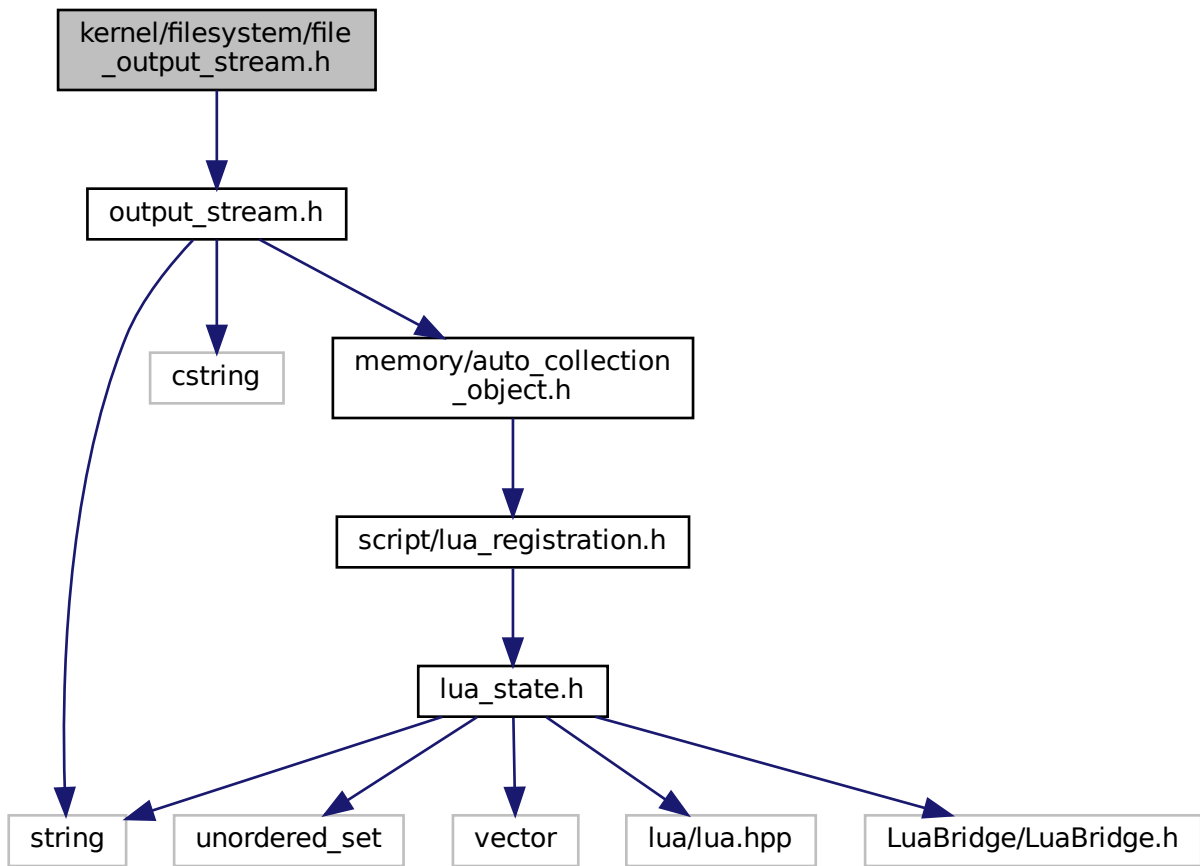 kernel/filesystem/file
_output_stream.h
output_stream.h
cstring
memory/auto_collection
_object.h
script/lua_registration.h
lua_state.h
string
unordered_set
vector
lua/lua.hpp
LuaBridge/LuaBridge.h